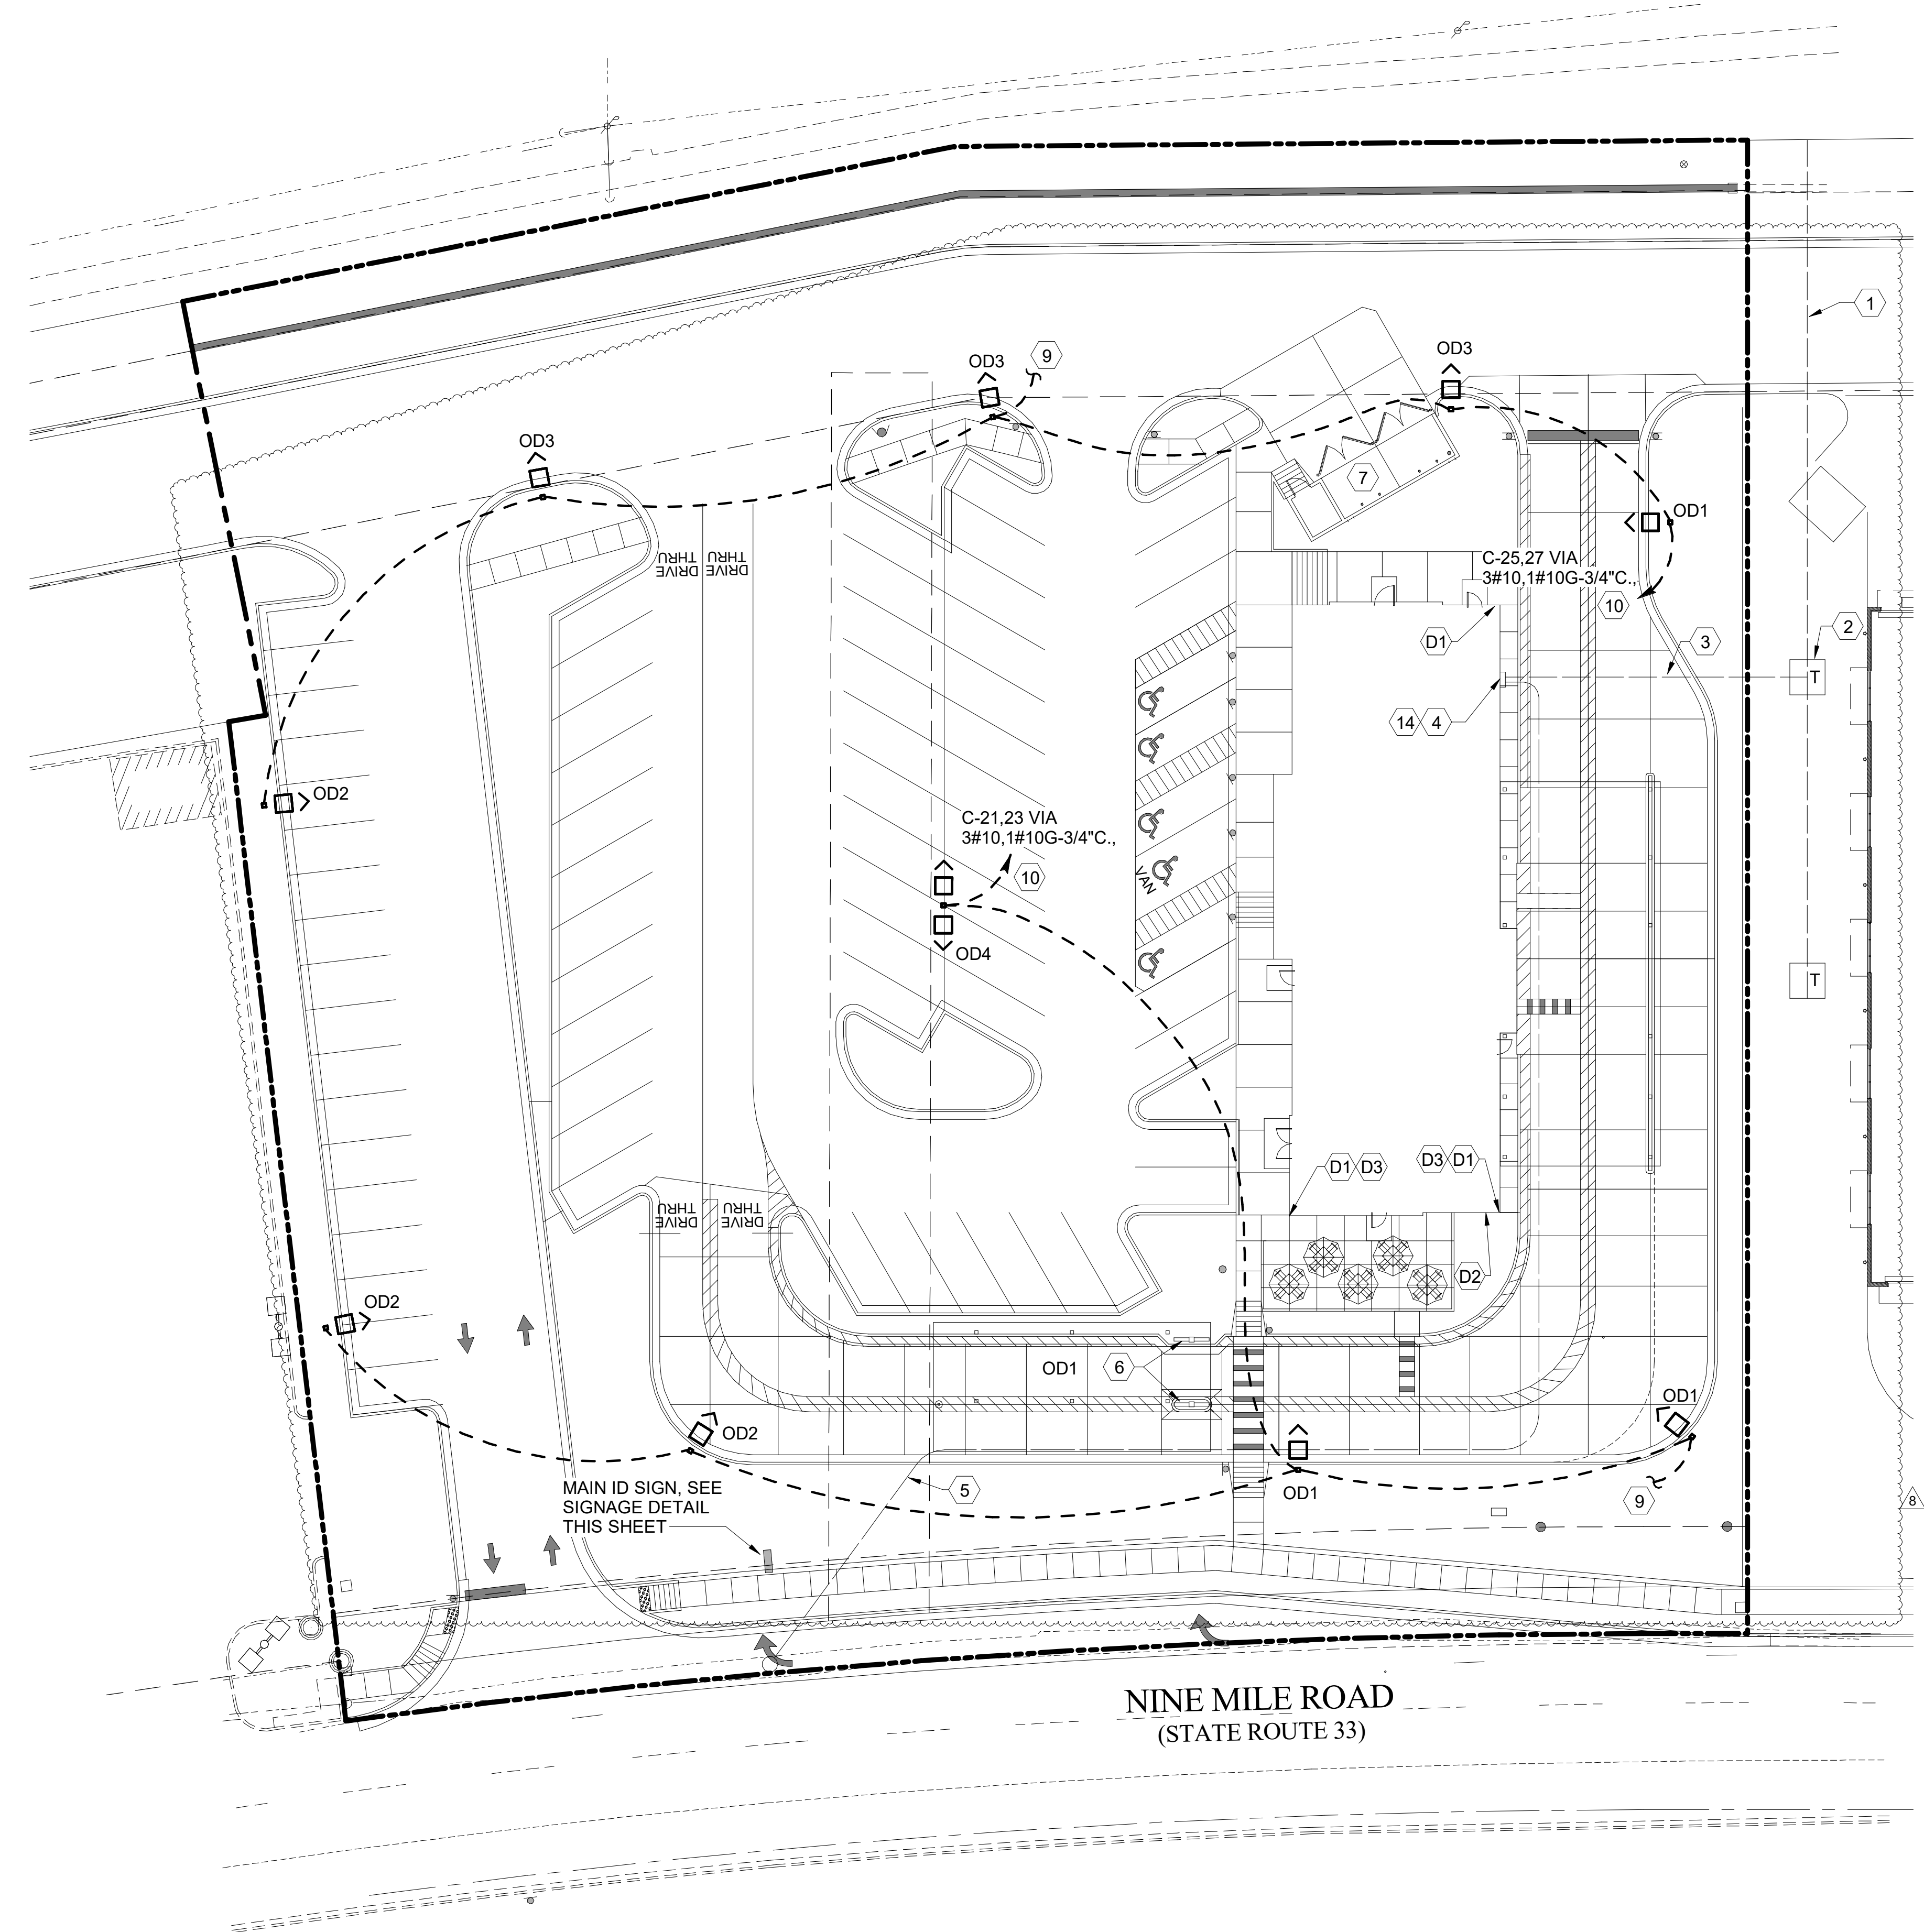 1
9
OD3
OD3
OD3
7
OD1
DRIVE THRU
DRIVE THRU
C-25,27 VIA
3#10,1#10G-3/4"C.,
10
2
D1
3
T
14
4
OD2
C-21,23 VIA
3#10,1#10G-3/4"C.,
10
VAN
OD4
T
D1
D3
D3
D1
DRIVE THRU
DRIVE THRU
D2
OD2
OD1
6
OD1
OD2
MAIN ID SIGN, SEE
SIGNAGE DETAIL
THIS SHEET
5
OD1
9
8
NINE MILE ROAD
(STATE ROUTE 33)